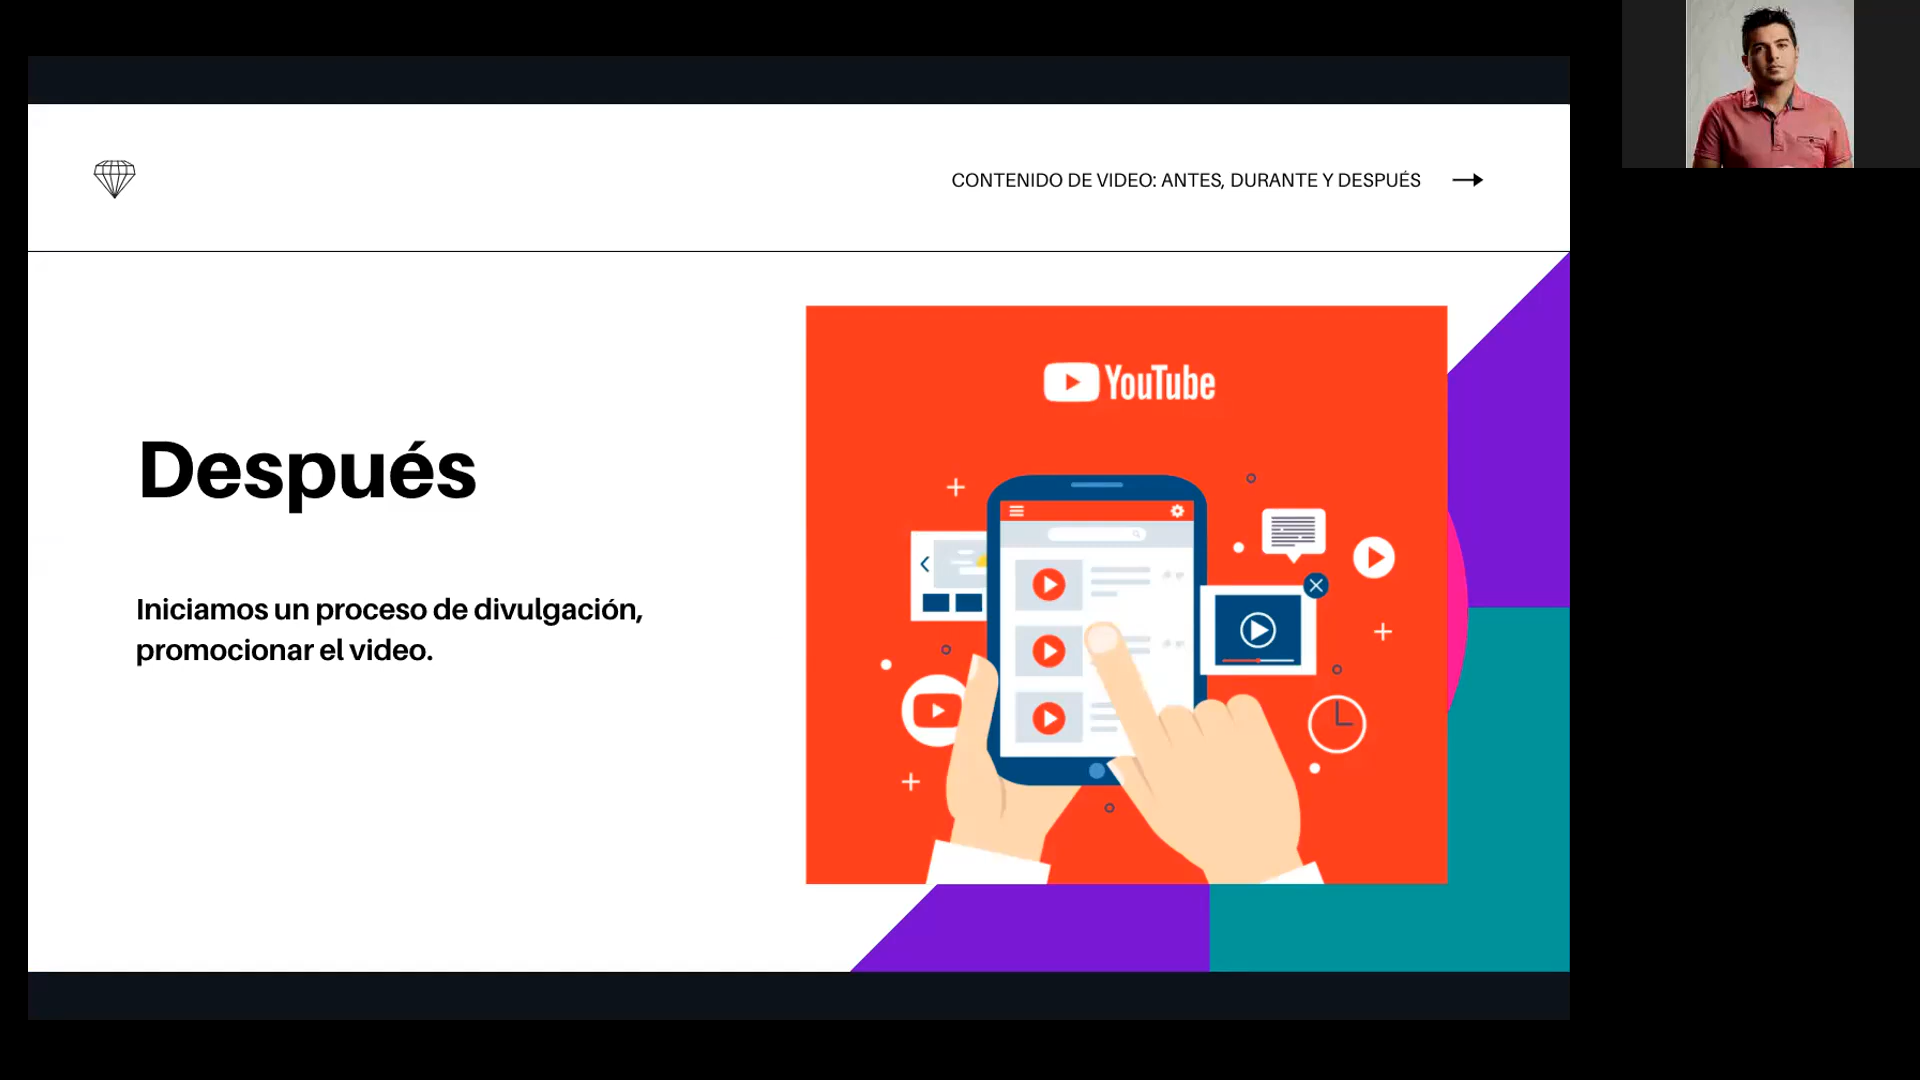 CONTENIDO DE VIDEO: ANTES, DURANTE Y DESPUÉS
YouTube
Después
Iniciamos un proceso de divulgación,
promocionar el video.